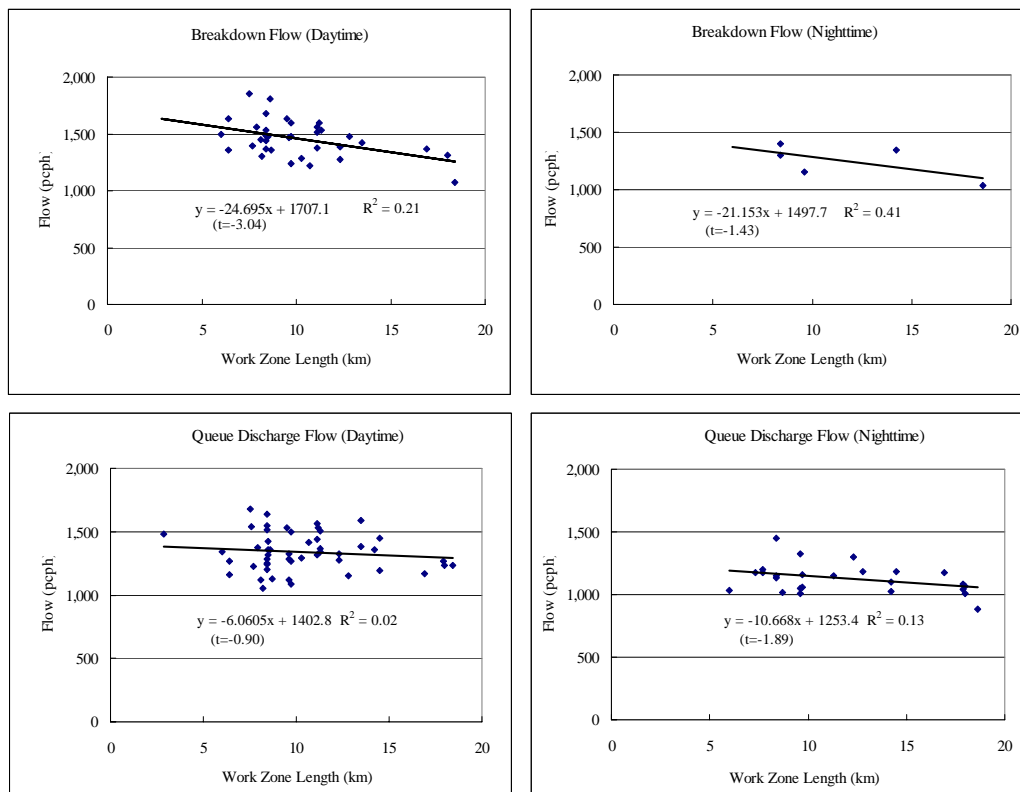 Breakdown Flow (Daytime)
2,000
1,500
1,000
500
0
Flow (pcph)
y = -24.695x + 1707.1 R² = 0.21
(t=-3.04)
0 5 10 15 20
Work Zone Length (km)
Breakdown Flow (Nighttime)
2,000
1,500
1,000
500
0
Flow (pcph)
y = -21.153x + 1497.7 R² = 0.41
(t=-1.43)
0 5 10 15 20
Work Zone Length (km)
Queue Discharge Flow (Daytime)
2,000
1,500
1,000
500
0
Flow (pcph)
y = -6.0605x + 1402.8 R² = 0.02
(t=-0.90)
0 5 10 15 20
Work Zone Length (km)
Queue Discharge Flow (Nighttime)
2,000
1,500
1,000
500
0
Flow (pcph)
y = -10.668x + 1253.4 R² = 0.13
(t=-1.89)
0 5 10 15 20
Work Zone Length (km)